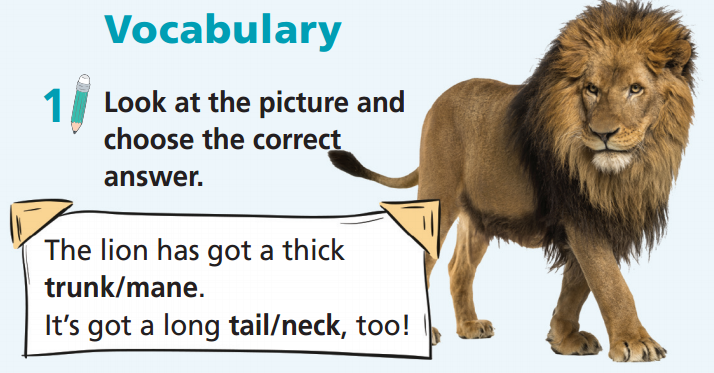 Vocabulary
1 Look at the picture and
choose the correct
answer.
The lion has got a thick
trunk/mane.
It's got a long tail/neck, too!